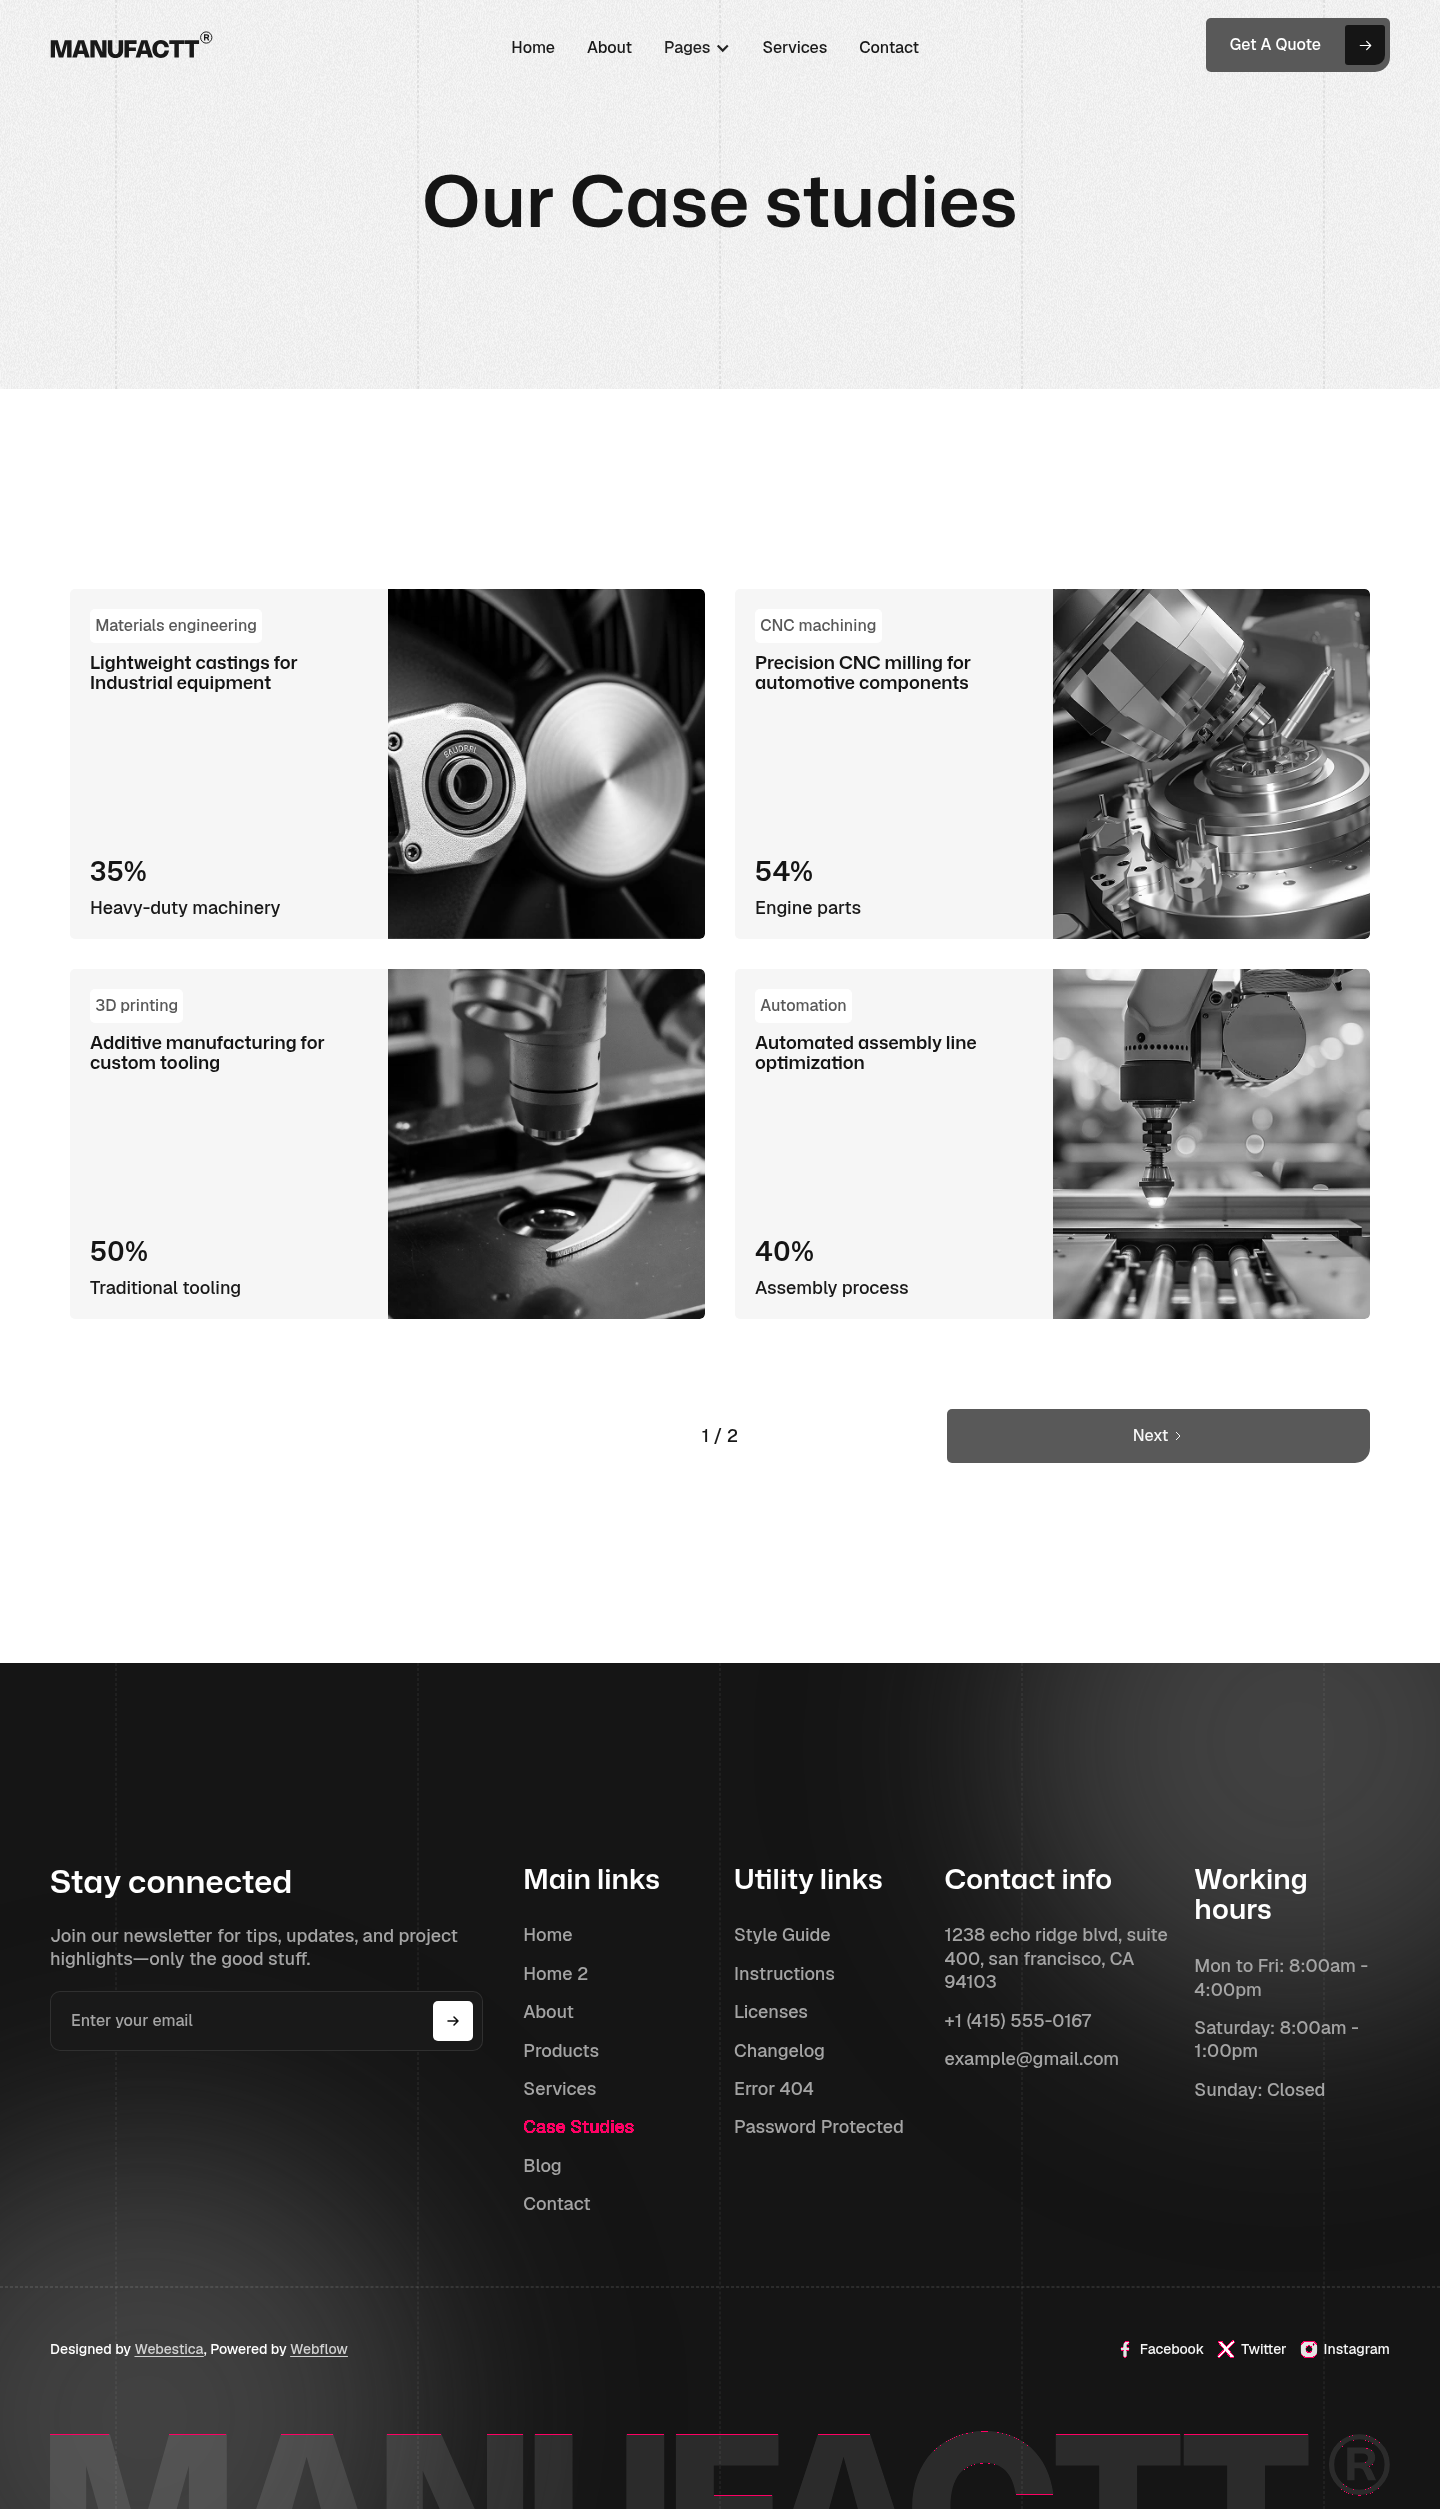 MANUFACTT®
Home
About
Pages
Services
Contact
Get A Quote
Our Case studies
Materials engineering
Lightweight castings for
Industrial equipment
35%
Heavy-duty machinery
CNC machining
Precision CNC milling for
automotive components
54%
Engine parts
3D printing
Additive manufacturing for
custom tooling
50%
Traditional tooling
Automation
Automated assembly line
optimization
40%
Assembly process
1 / 2
Next
Stay connected
Join our newsletter for tips, updates, and project
highlights—only the good stuff.
Enter your email
Main links
Home
Home 2
About
Products
Services
Case Studies
Blog
Contact
Utility links
Style Guide
Instructions
Licenses
Changelog
Error 404
Password Protected
Contact info
1238 echo ridge blvd, suite
400, san francisco, CA
94103
+1 (415) 555-0167
example@gmail.com
Working
hours
Mon to Fri: 8:00am -
4:00pm
Saturday: 8:00am -
1:00pm
Sunday: Closed
Designed by Webestica, Powered by Webflow
Facebook
Twitter
Instagram
MANUFACTT®